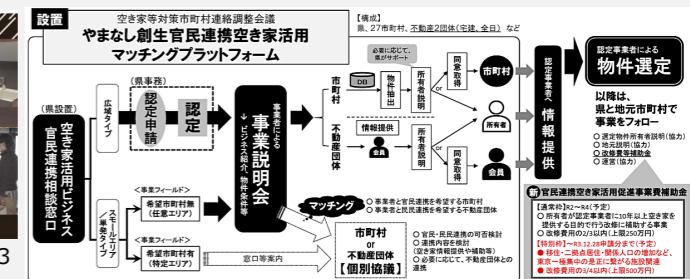 設置
空き家等対策市町村連絡調整会議
やまなし創生官民連携空き家活用
マッチングプラットフォーム
【構成】
県、27市町村、不動産2団体(宅建、全日) など
(県設置)
空き家活用ビジネス
官民連携相談窓口
広域タイプ
スモールエリア
/単発タイプ
(県事務)
認定申請
認定
<事業フィールド>
希望市町村無
(任意エリア)
<事業フィールド>
希望市町村有
(特定エリア)
事業者による
事業説明会
↓ビジネス紹介、物件条件等
窓口等案内
市町村
DB
必要に応じて、
県がサポート
物件抽出
所有者説明
or
同意取得
市町村
所有者
不動産団体
情報提供
会員
所有者説明
or
同意取得
会員
マッチング
○ 事業者と官民連携を希望する市町村
○ 事業者と民民連携を希望する不動産団体
市町村
or
不動産団体
【個別協議】
○ 官民・民民連携の可否検討
○ 連携内容を検討
(空き家情報提供や補助等)
○ 必要に応じて、不動産団体との
連携
認定事業者へ
情報提供
認定事業者による
物件選定
以降は、
県と地元市町村で
事業をフォロー
○ 選定物件所有者説明(協力)
○ 地元説明(協力)
○ 改修費等補助金
○ 運営(協力)
新 官民連携空き家活用促進事業費補助金
【通常枠】R2~R4(予定)
○ 所有者が認定事業者に10年以上空き家を
提供する目的で行う改修に補助する事業
○ 改修費用の2/3以内(上限250万円)
【特別枠】~R3.12.28申請分まで(予定)
● 移住・二拠点居住・関係人口の増加など、
東京一極集中の是正に繋がる施設関連
● 改修費用の3/4以内(上限500万円)
3